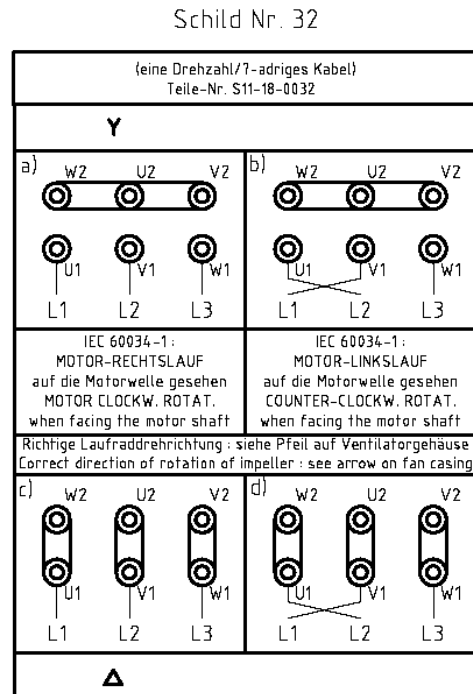 Schild Nr. 32
(eine Drehzahl/7-adriges Kabel)
Teile-Nr. S11-18-0032
Y
a) W2 U2 V2
U1 V1 W1
L1 L2 L3
b) W2 U2 V2
U1 V1 W1
L1 L2 L3
IEC 60034-1:
MOTOR-RECHTSLAUF
auf die Motorwelle gesehen
MOTOR CLOCKW. ROTAT.
when facing the motor shaft
IEC 60034-1:
MOTOR-LINKSLAUF
auf die Motorwelle gesehen
COUNTER-CLOCKW. ROTAT.
when facing the motor shaft
Richtige Laufraddrehrichtung : siehe Pfeil auf Ventilatorgehäuse
Correct direction of rotation of impeller : see arrow on fan casing
c) W2 U2 V2
U1 V1 W1
L1 L2 L3
d) W2 U2 V2
U1 V1 W1
L1 L2 L3
Δ